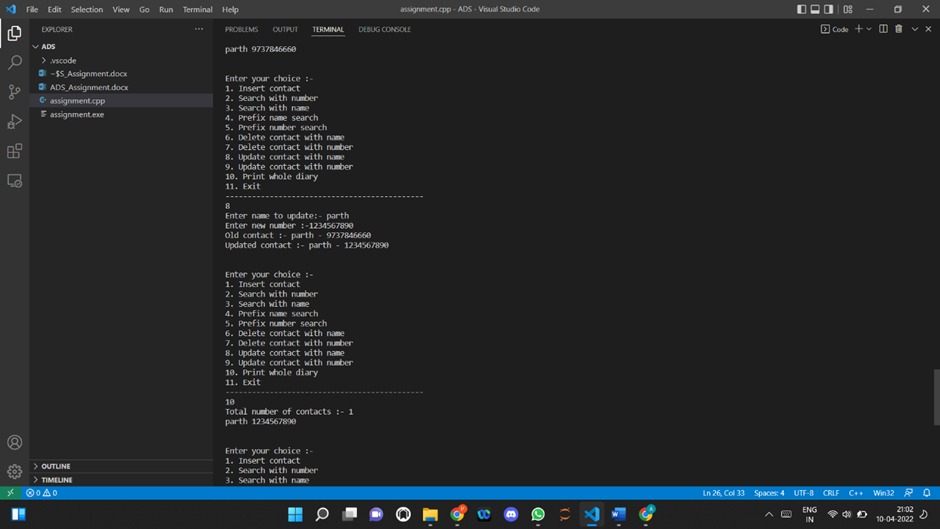 File Edit Selection View Go Run Terminal Help
assignment.cpp - ADS - Visual Studio Code
EXPLORER
ADS
.vscode
~$S_Assignment.docx
ADS_Assignment.docx
assignment.cpp
assignment.exe
OUTLINE
TIMELINE
PROBLEMS OUTPUT TERMINAL DEBUG CONSOLE
Code
parth 9737846660
Enter your choice :-
1. Insert contact
2. Search with number
3. Search with name
4. Prefix name search
5. Prefix number search
6. Delete contact with name
7. Delete contact with number
8. Update contact with name
9. Update contact with number
10. Print whole diary
11. Exit
--------------------------------------------
8
Enter name to update:- parth
Enter new number :-1234567890
Old contact :- parth - 9737846660
Updated contact :- parth - 1234567890
Enter your choice :-
1. Insert contact
2. Search with number
3. Search with name
4. Prefix name search
5. Prefix number search
6. Delete contact with name
7. Delete contact with number
8. Update contact with name
9. Update contact with number
10. Print whole diary
11. Exit
--------------------------------------------
10
Total number of contacts :- 1
parth 1234567890
Enter your choice :-
1. Insert contact
2. Search with number
3. Search with name
0 0
Ln 26, Col 33 Spaces: 4 UTF-8 CRLF C++ Win32
ENG
IN
21:02
10-04-2022